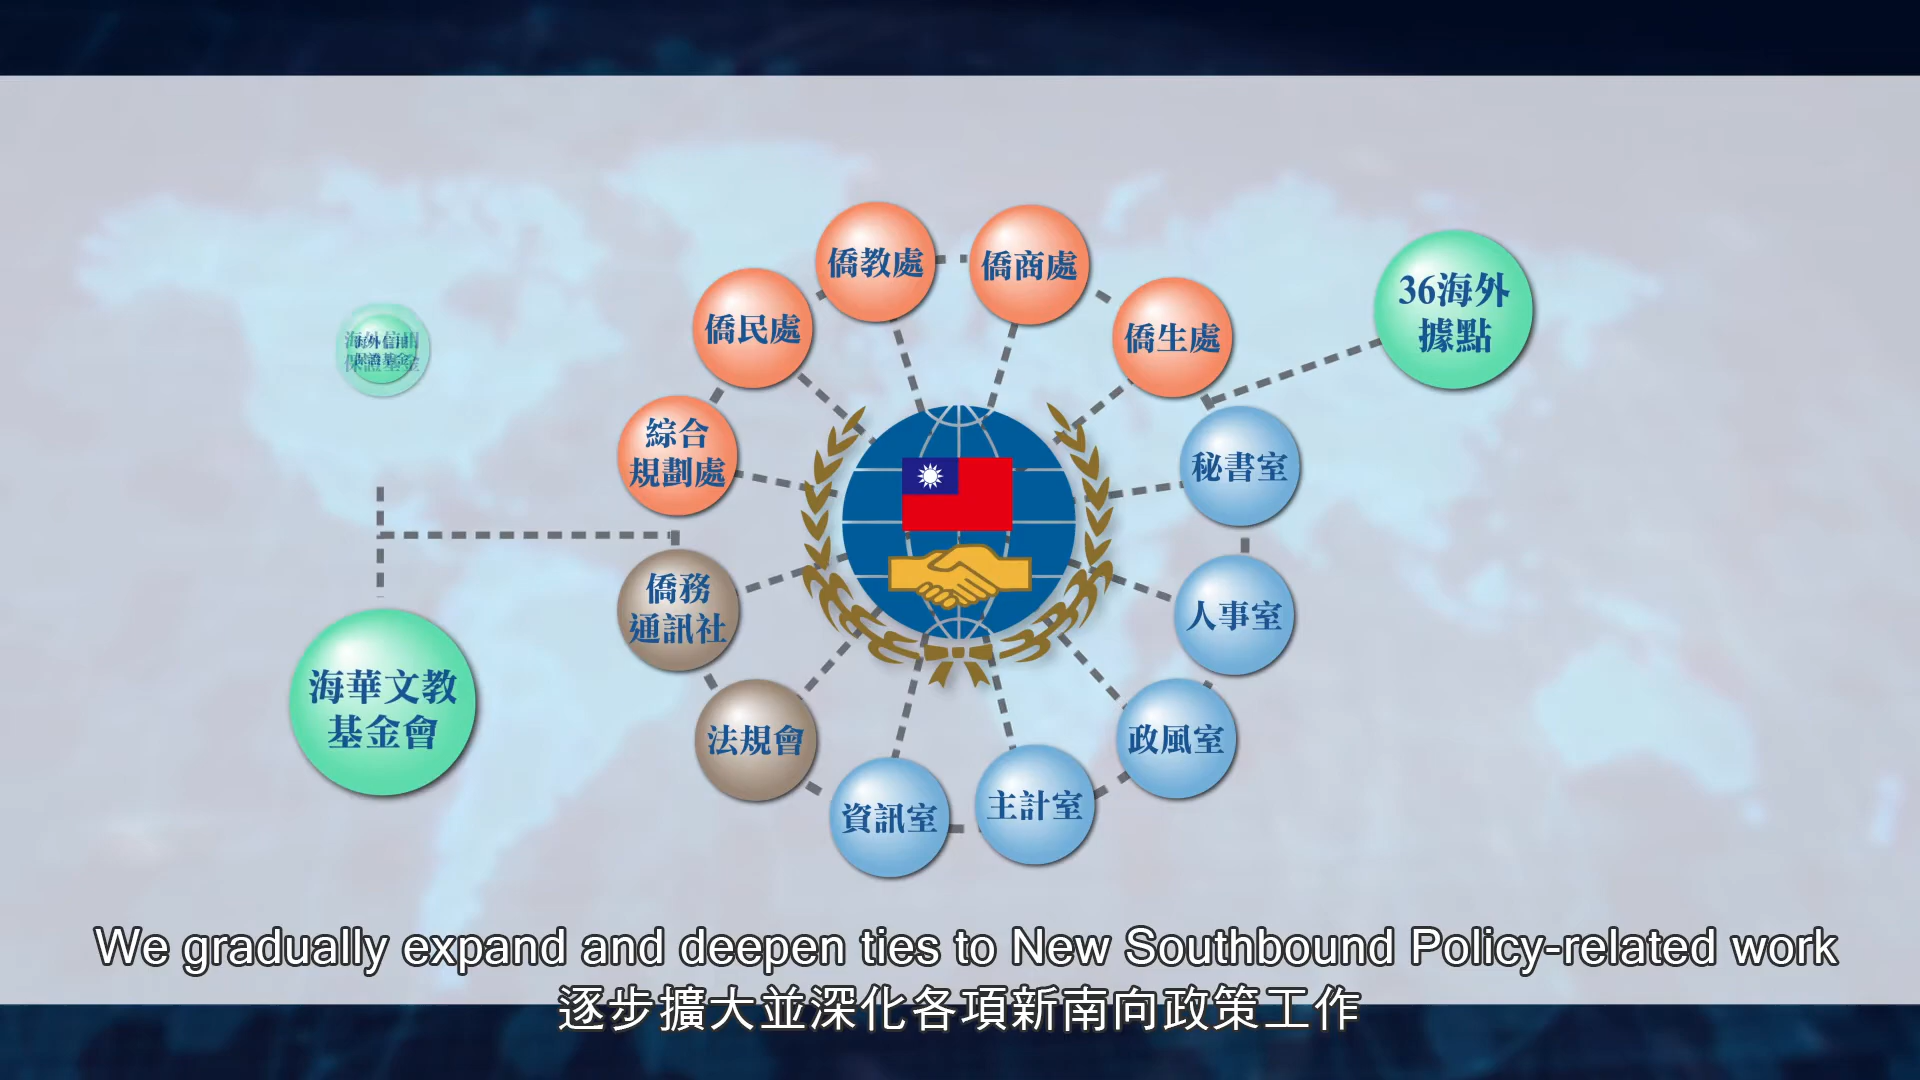 僑教處
僑商處
僑民處
僑生處
36海外
據點
綜合
規劃處
秘書室
僑務
通訊社
人事室
海華文教
基金會
法規會
政風室
資訊室
主計室
We gradually expand and deepen ties to New Southbound Policy-related work
逐步擴大並深化各項新南向政策工作